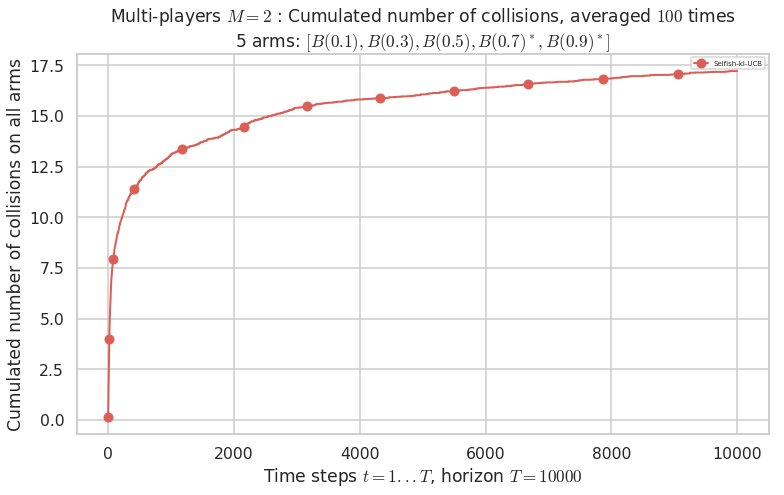 Multi-players $M = 2$ : Cumulated number of collisions, averaged $100$ times
5 arms: $[B(0.1), B(0.3), B(0.5), B(0.7)^*, B(0.9)^*]$
Selfish-kl-UCB
Cumulated number of collisions on all arms
17.5
15.0
12.5
10.0
7.5
5.0
2.5
0.0
0 2000 4000 6000 8000 10000
Time steps $t = 1 \ldots T$, horizon $T = 10000$